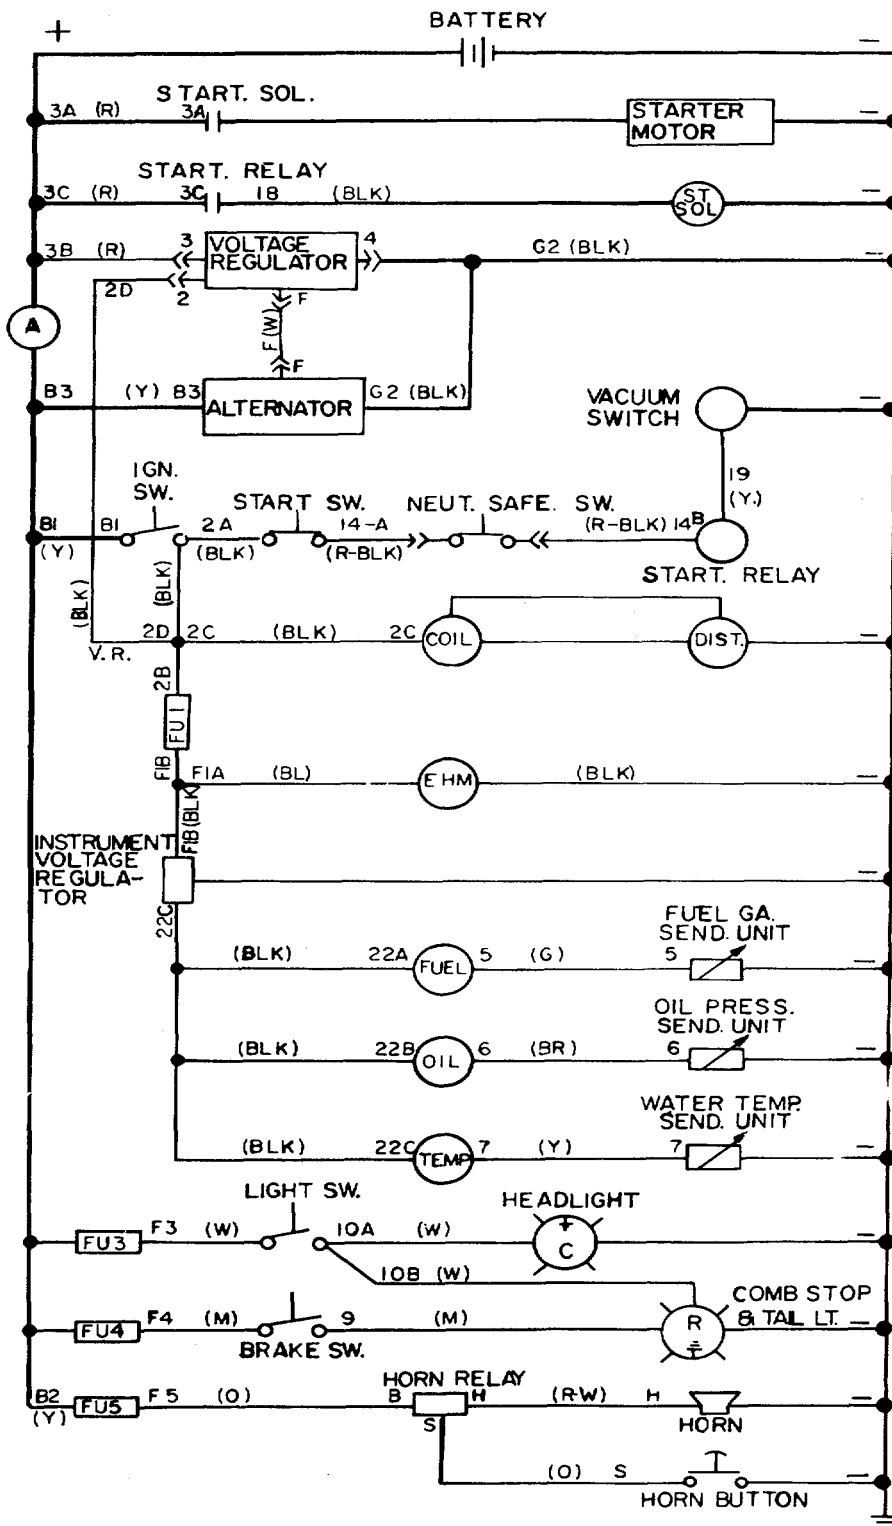 BATTERY
+ —
START. SOL.
3A (R) 3A STARTER MOTOR —
START. RELAY
3C (R) 3C 18 (BLK) ST SOL —
3B (R) 3 VOLTAGE REGULATOR 4 G2 (BLK) —
2D 2
F
F(W)
A
F
B3 (Y) B3 ALTERNATOR G2 (BLK)
VACUUM SWITCH —
19 (Y.)
IGN. SW.
START SW. NEUT. SAFE. SW.
B1 (Y) B1 2A (BLK) 14-A (R-BLK) (R-BLK) 14B
START. RELAY
(BLK) (BLK)
2D 2C (BLK) 2C COIL DIST. —
V.R.
2B
FU1
F1B
F1A (BL) EHM (BLK) —
F1B(BLK
INSTRUMENT
VOLTAGE
REGULA-
TOR
—
22C
FUEL GA.
SEND. UNIT
(BLK) 22A FUEL 5 (G) 5 —
OIL PRESS.
SEND. UNIT
(BLK) 22B OIL 6 (BR) 6 —
WATER TEMP.
SEND. UNIT
(BLK) 22C TEMP 7 (Y) 7 —
LIGHT SW. HEADLIGHT
FU3 F3 (W) 10A (W) + C —
10B (W)
COMB STOP
& TAIL LT.
FU4 F4 (M) 9 (M) R —
BRAKE SW.
HORN RELAY
B2 (Y) FU5 F5 (O) B H (R-W) H —
S HORN
(O) S —
HORN BUTTON